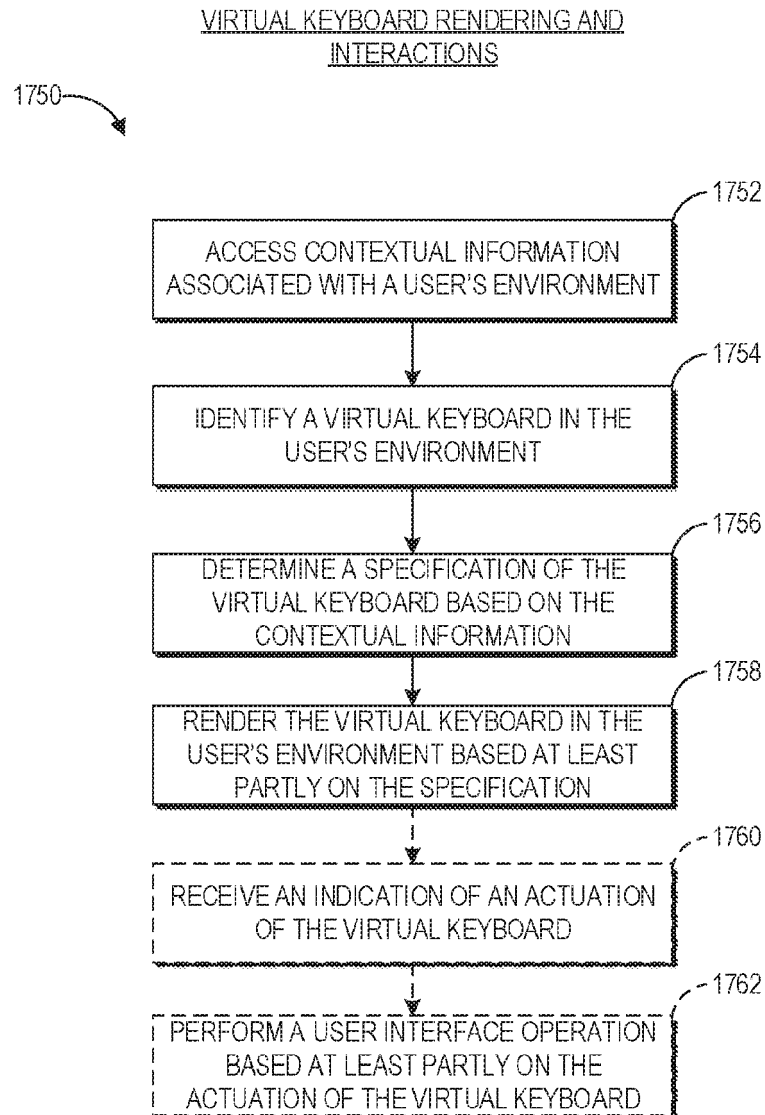 VIRTUAL KEYBOARD RENDERING AND
INTERACTIONS
1750
1752
ACCESS CONTEXTUAL INFORMATION
ASSOCIATED WITH A USER'S ENVIRONMENT
1754
IDENTIFY A VIRTUAL KEYBOARD IN THE
USER'S ENVIRONMENT
1756
DETERMINE A SPECIFICATION OF THE
VIRTUAL KEYBOARD BASED ON THE
CONTEXTUAL INFORMATION
1758
RENDER THE VIRTUAL KEYBOARD IN THE
USER'S ENVIRONMENT BASED AT LEAST
PARTLY ON THE SPECIFICATION
1760
RECEIVE AN INDICATION OF AN ACTUATION
OF THE VIRTUAL KEYBOARD
1762
PERFORM A USER INTERFACE OPERATION
BASED AT LEAST PARTLY ON THE
ACTUATION OF THE VIRTUAL KEYBOARD